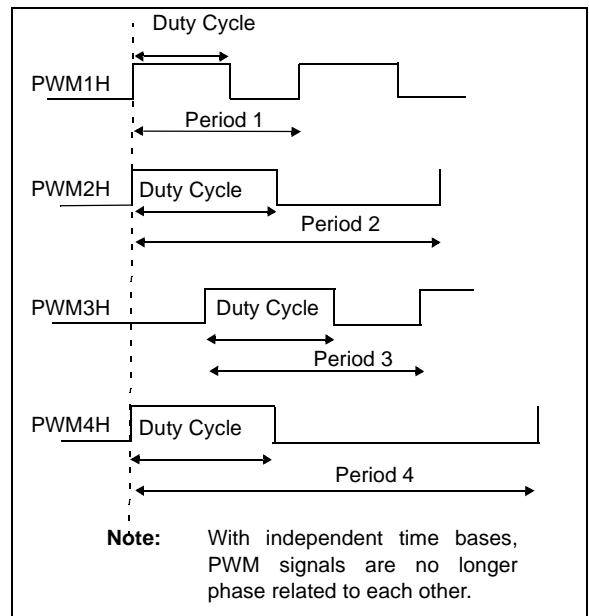 Duty Cycle
PWM1H
Period 1
PWM2H
Duty Cycle
Period 2
PWM3H
Duty Cycle
Period 3
PWM4H
Duty Cycle
Period 4
Note: With independent time bases,
PWM signals are no longer
phase related to each other.